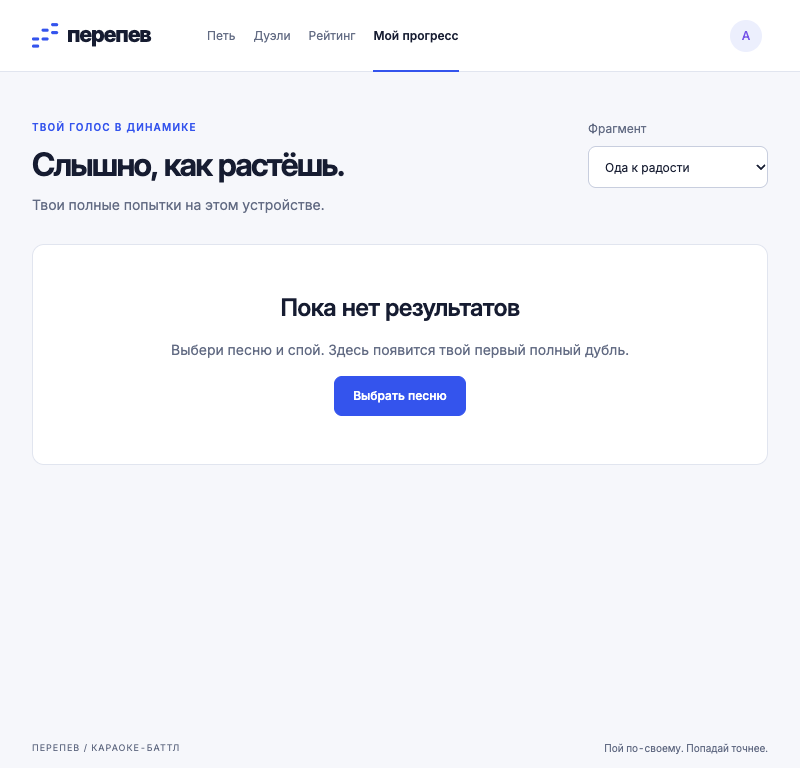 перепев
Петь
Дуэли
Рейтинг
Мой прогресс
А
ТВОЙ ГОЛОС В ДИНАМИКЕ
Слышно, как растёшь.
Твои полные попытки на этом устройстве.
Фрагмент
Ода к радости
Пока нет результатов
Выбери песню и спой. Здесь появится твой первый полный дубль.
Выбрать песню
ПЕРЕПЕВ / КАРАОКЕ-БАТТЛ
Пой по-своему. Попадай точнее.